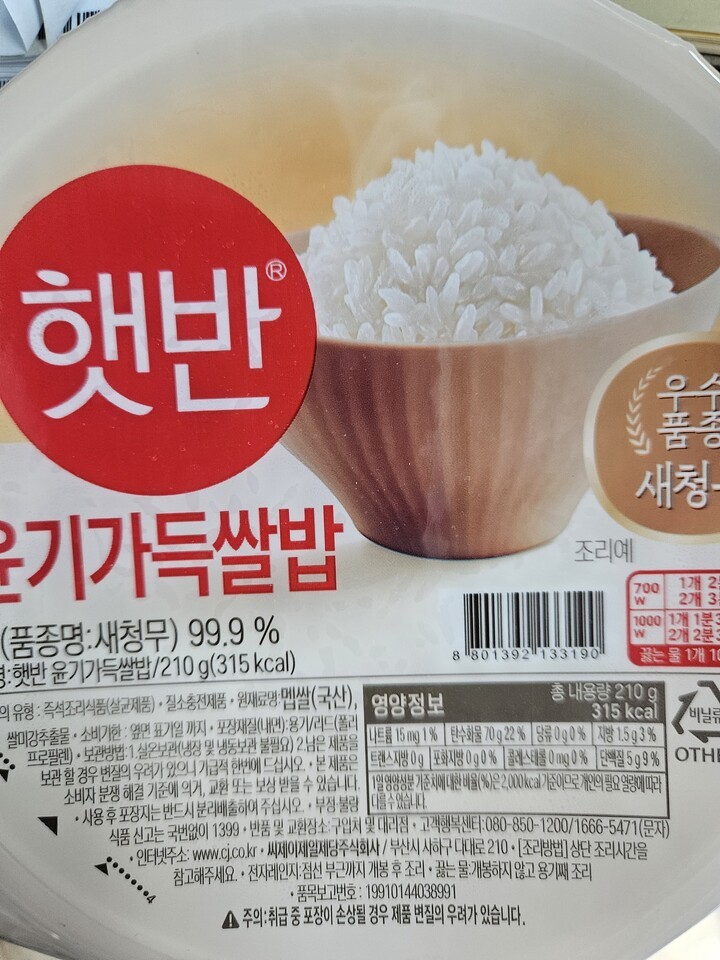 햇반®
우수
품종
새청
윤기가득쌀밥
조리예
(품종명:새청무) 99.9 %
명:햇반 윤기가득쌀밥/210 g(315 kcal)
8 801392 133190
700 W 1개 2
2개 3
1000 W 1개 1분
2개 2분
끓는 물 1개 10
의 유형 : 즉석조리식품(살균제품) • 질소충전제품 • 원재료명:멥쌀(국산),
쌀미강추출물 • 소비기한 : 옆면 표기일 까지 • 포장재질(내면):용기/리드(폴리
프로필렌) • 보관방법:1.실온보관(냉장 및 냉동보관 불필요) 2.남은 제품을
보관 할 경우 변질의 우려가 있으니 가급적 한번에 드십시오 • 본 제품은
소비자 분쟁 해결 기준에 의거, 교환 또는 보상 받을 수 있습니다.
• 사용 후 포장지는 반드시 분리배출하여 주십시오 • 부정·불량
식품 신고는 국번없이 1399 • 반품 및 교환장소:구입처 및 대리점 • 고객행복센터:080-850-1200/1666-5471(문자)
• 인터넷주소: www.cj.co.kr • 씨제이제일제당주식회사 / 부산시 사하구 다대로 210 • [조리방법] 상단 조리시간을
참고해주세요. • 전자레인지:점선 부근까지 개봉 후 조리 • 끓는 물:개봉하지 않고 용기째 조리
• 품목보고번호 : 19910144038991
⚠ 주의:취급 중 포장이 손상될 경우 제품 변질의 우려가 있습니다.
영양정보 총 내용량 210 g
315 kcal
나트륨 15 mg 1% 탄수화물 70 g 22 % 당류 0 g 0 % 지방 1.5 g 3 %
트랜스지방 0 g 포화지방 0 g 0 % 콜레스테롤 0 mg 0 % 단백질 5 g 9 %
1일 영양성분 기준치에 대한 비율(%)은 2,000 kcal 기준이므로 개인의 필요 열량에 따라
다를 수 있습니다.
비닐류
OTHE